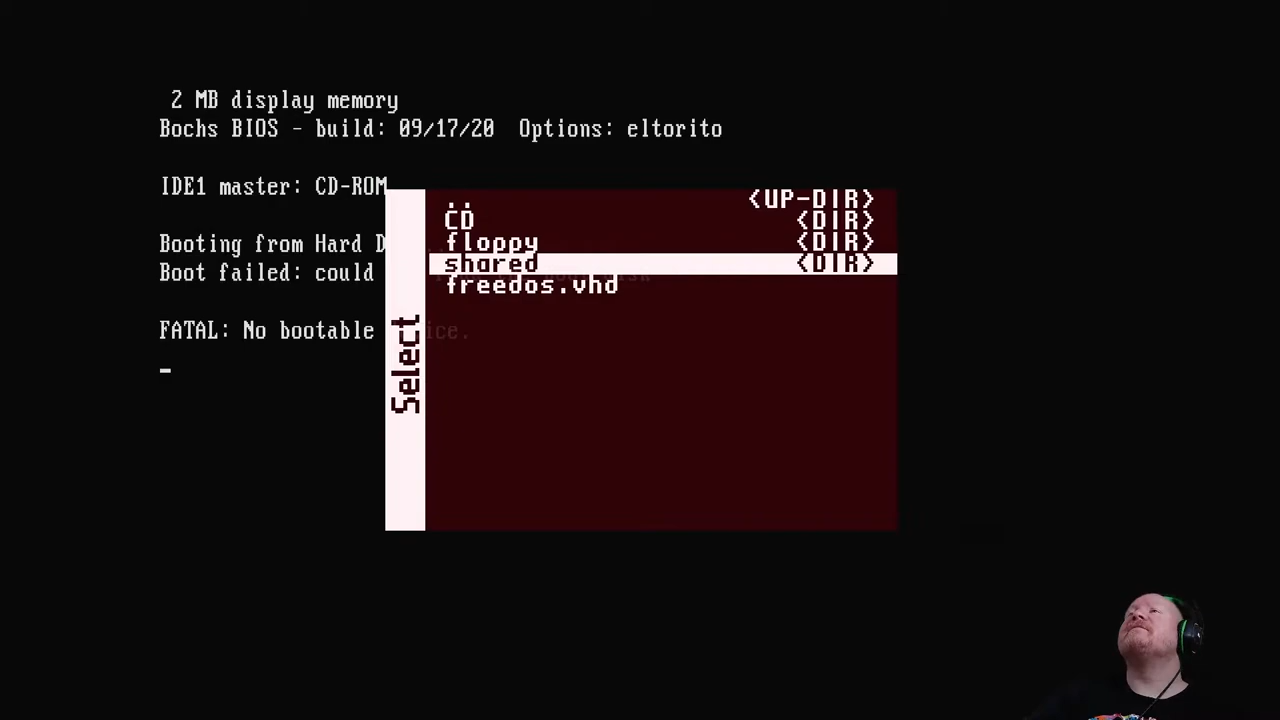 2 MB display memory
Bochs BIOS - build: 09/17/20 Options: eltorito
IDE1 master: CD-ROM
Booting from Hard D
Boot failed: could
FATAL: No bootable ice.
_
Select
.. <UP-DIR>
CD <DIR>
floppy <DIR>
shared <DIR>
freedos.vhd